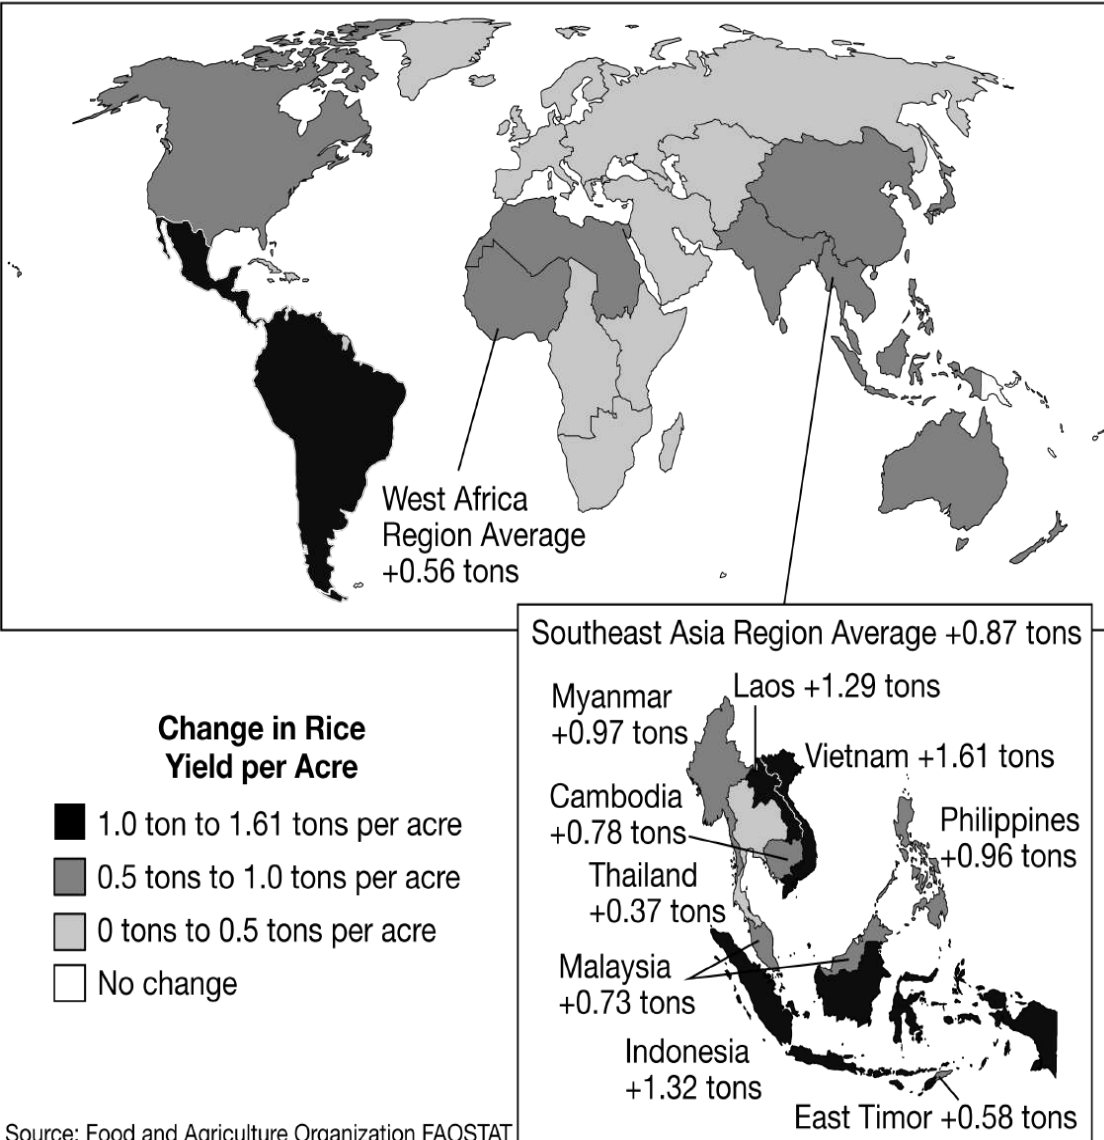 West Africa
Region Average
+0.56 tons
Southeast Asia Region Average +0.87 tons
Laos +1.29 tons
Myanmar
+0.97 tons
Vietnam +1.61 tons
Cambodia
+0.78 tons
Philippines
+0.96 tons
Thailand
+0.37 tons
Malaysia
+0.73 tons
Indonesia
+1.32 tons
East Timor +0.58 tons
Change in Rice
Yield per Acre
1.0 ton to 1.61 tons per acre
0.5 tons to 1.0 tons per acre
0 tons to 0.5 tons per acre
No change
Source: Food and Agriculture Organization FAOSTAT